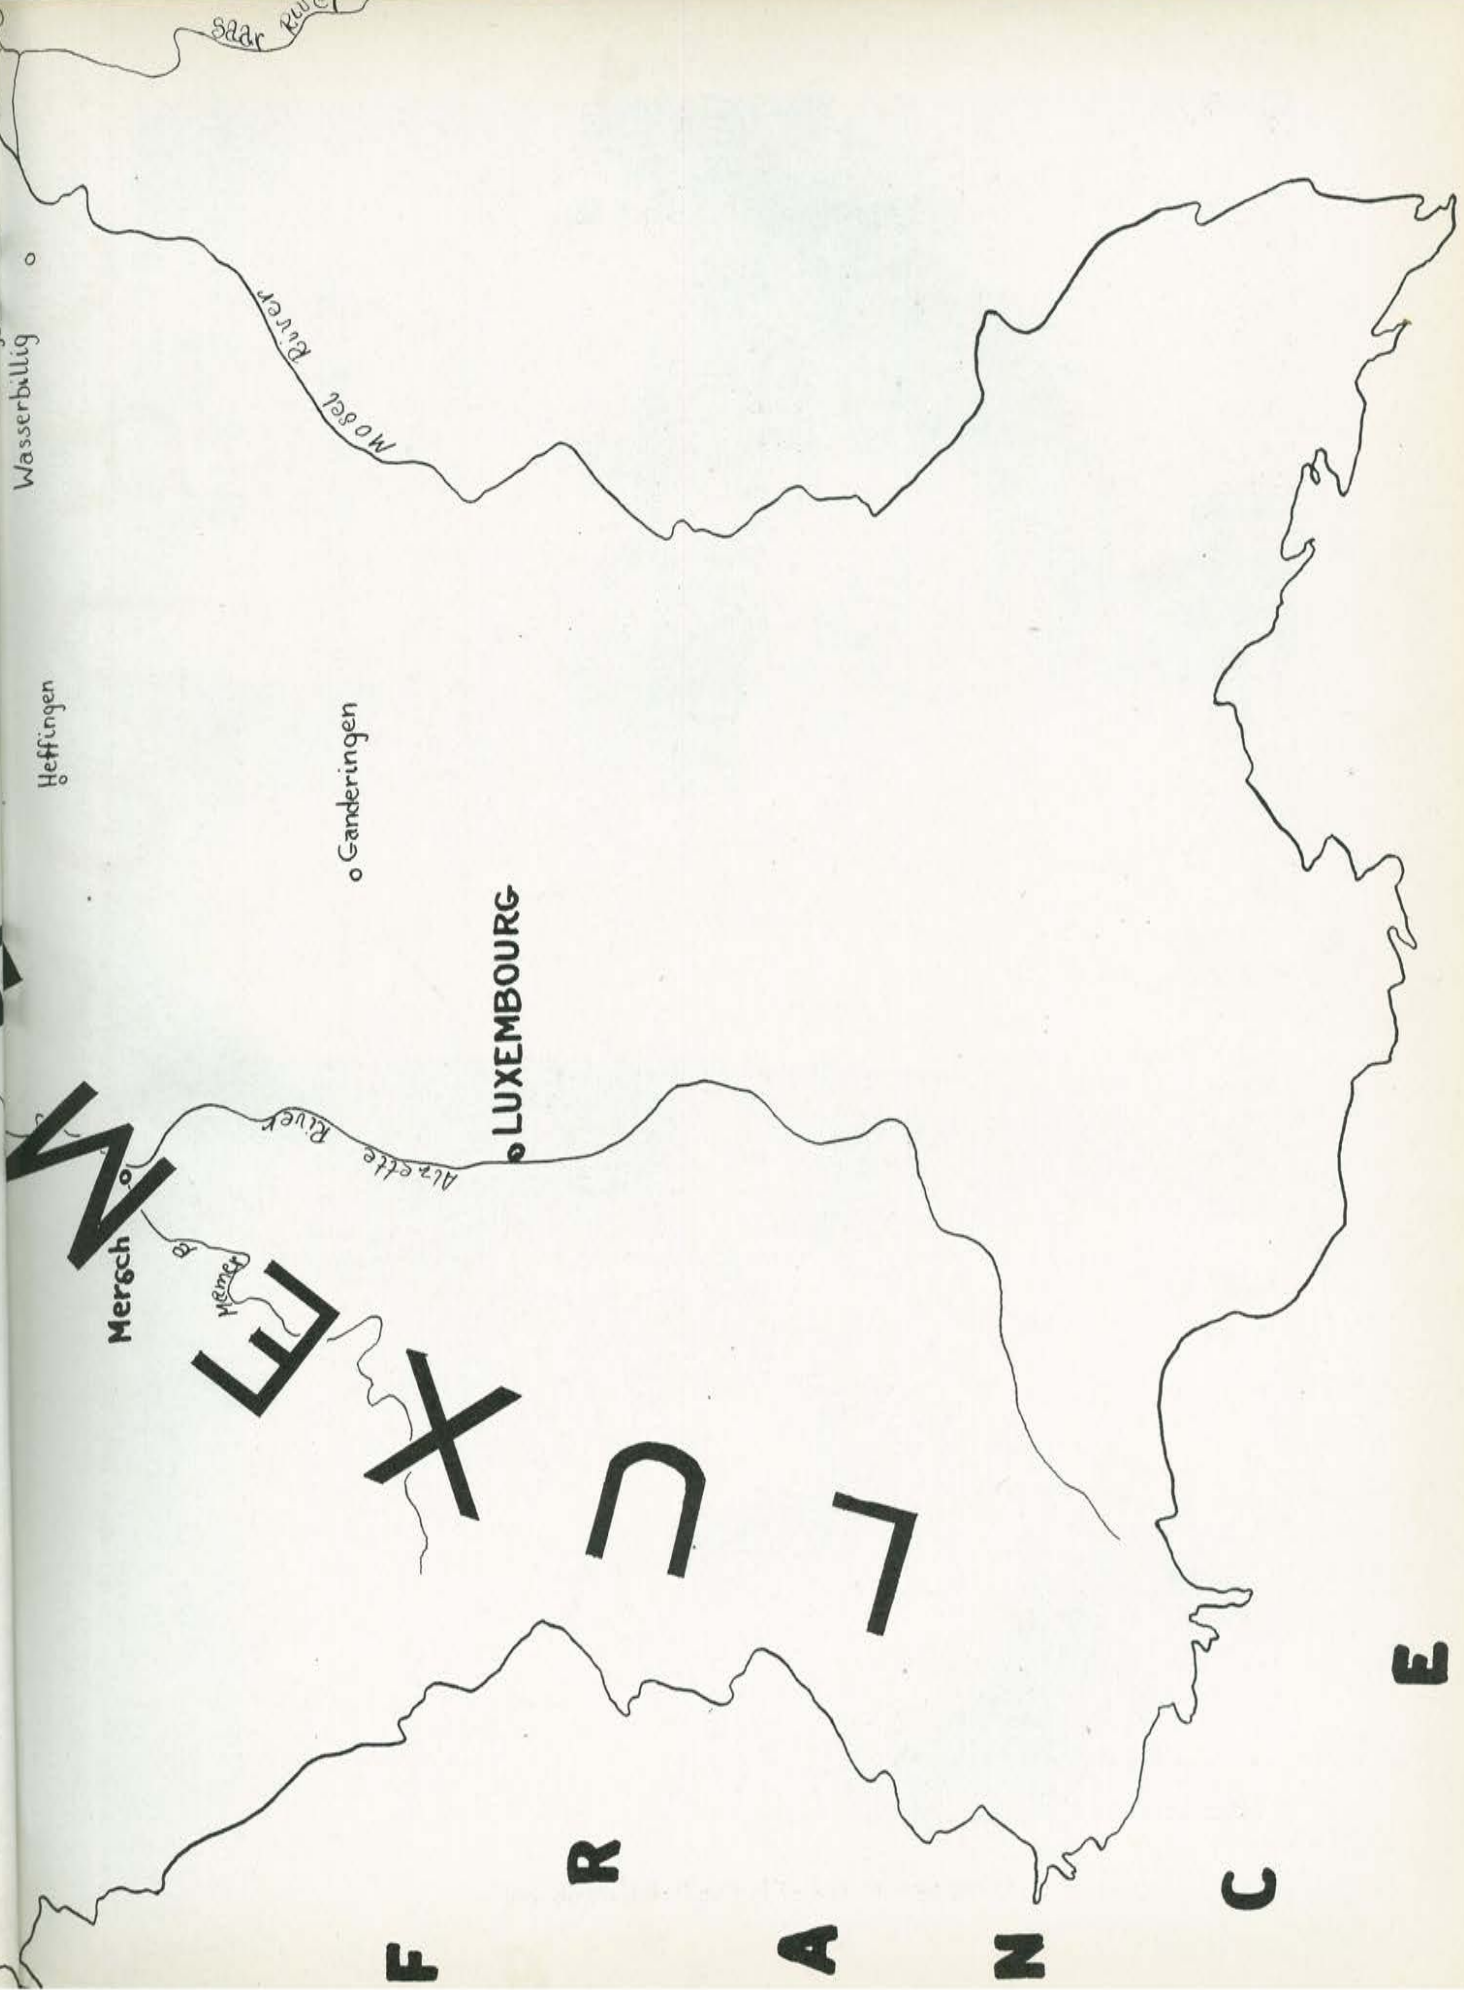 Saar River
Wasserbillig
Mosel River
Heffingen
Ganderingen
LUXEMBOURG
Alzette River
Mersch
Mamer R
LUXEM
FRANCE